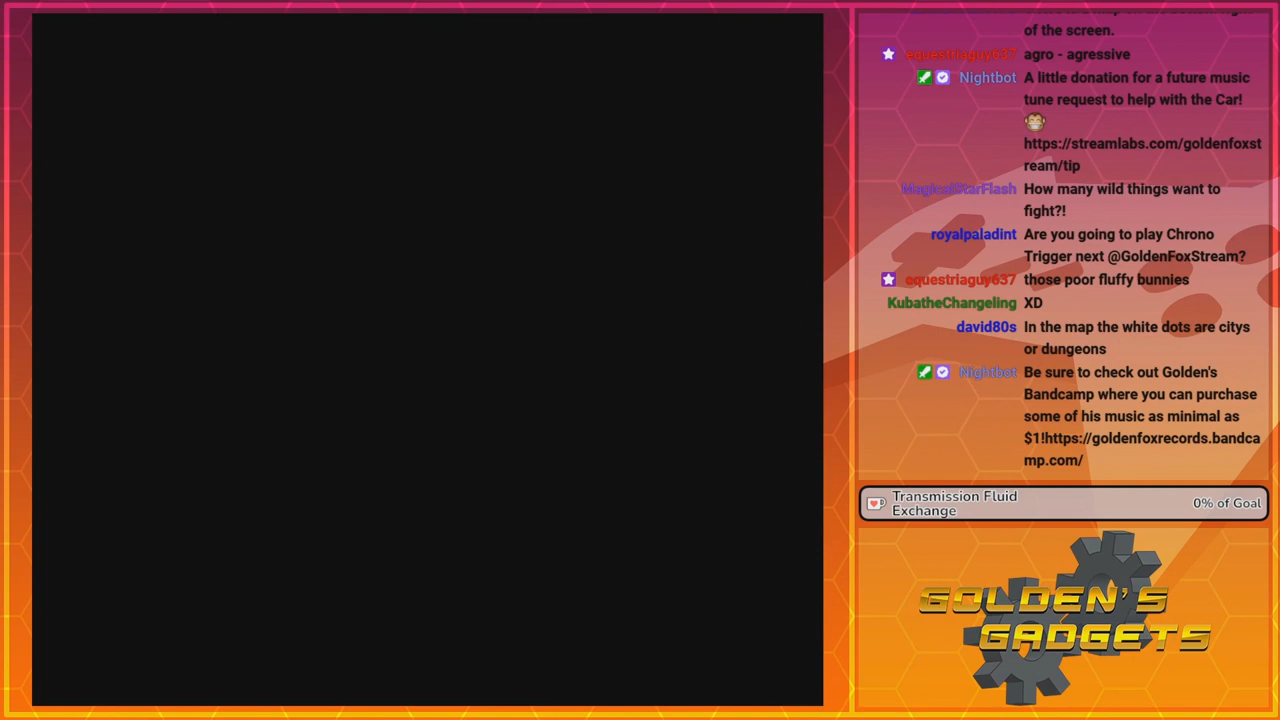 of the screen.
equestriaguy637 agro - agressive
Nightbot A little donation for a future music
tune request to help with the Car!
https://streamlabs.com/goldenfoxst
ream/tip
MagicalStarFlash How many wild things want to
fight?!
royalpaladint Are you going to play Chrono
Trigger next @GoldenFoxStream?
equestriaguy637 those poor fluffy bunnies
KubatheChangeling XD
david80s In the map the white dots are citys
or dungeons
Nightbot Be sure to check out Golden's
Bandcamp where you can purchase
some of his music as minimal as
$1!https://goldenfoxrecords.bandca
mp.com/
Transmission Fluid
Exchange
0% of Goal
GOLDEN'S
GADGETS